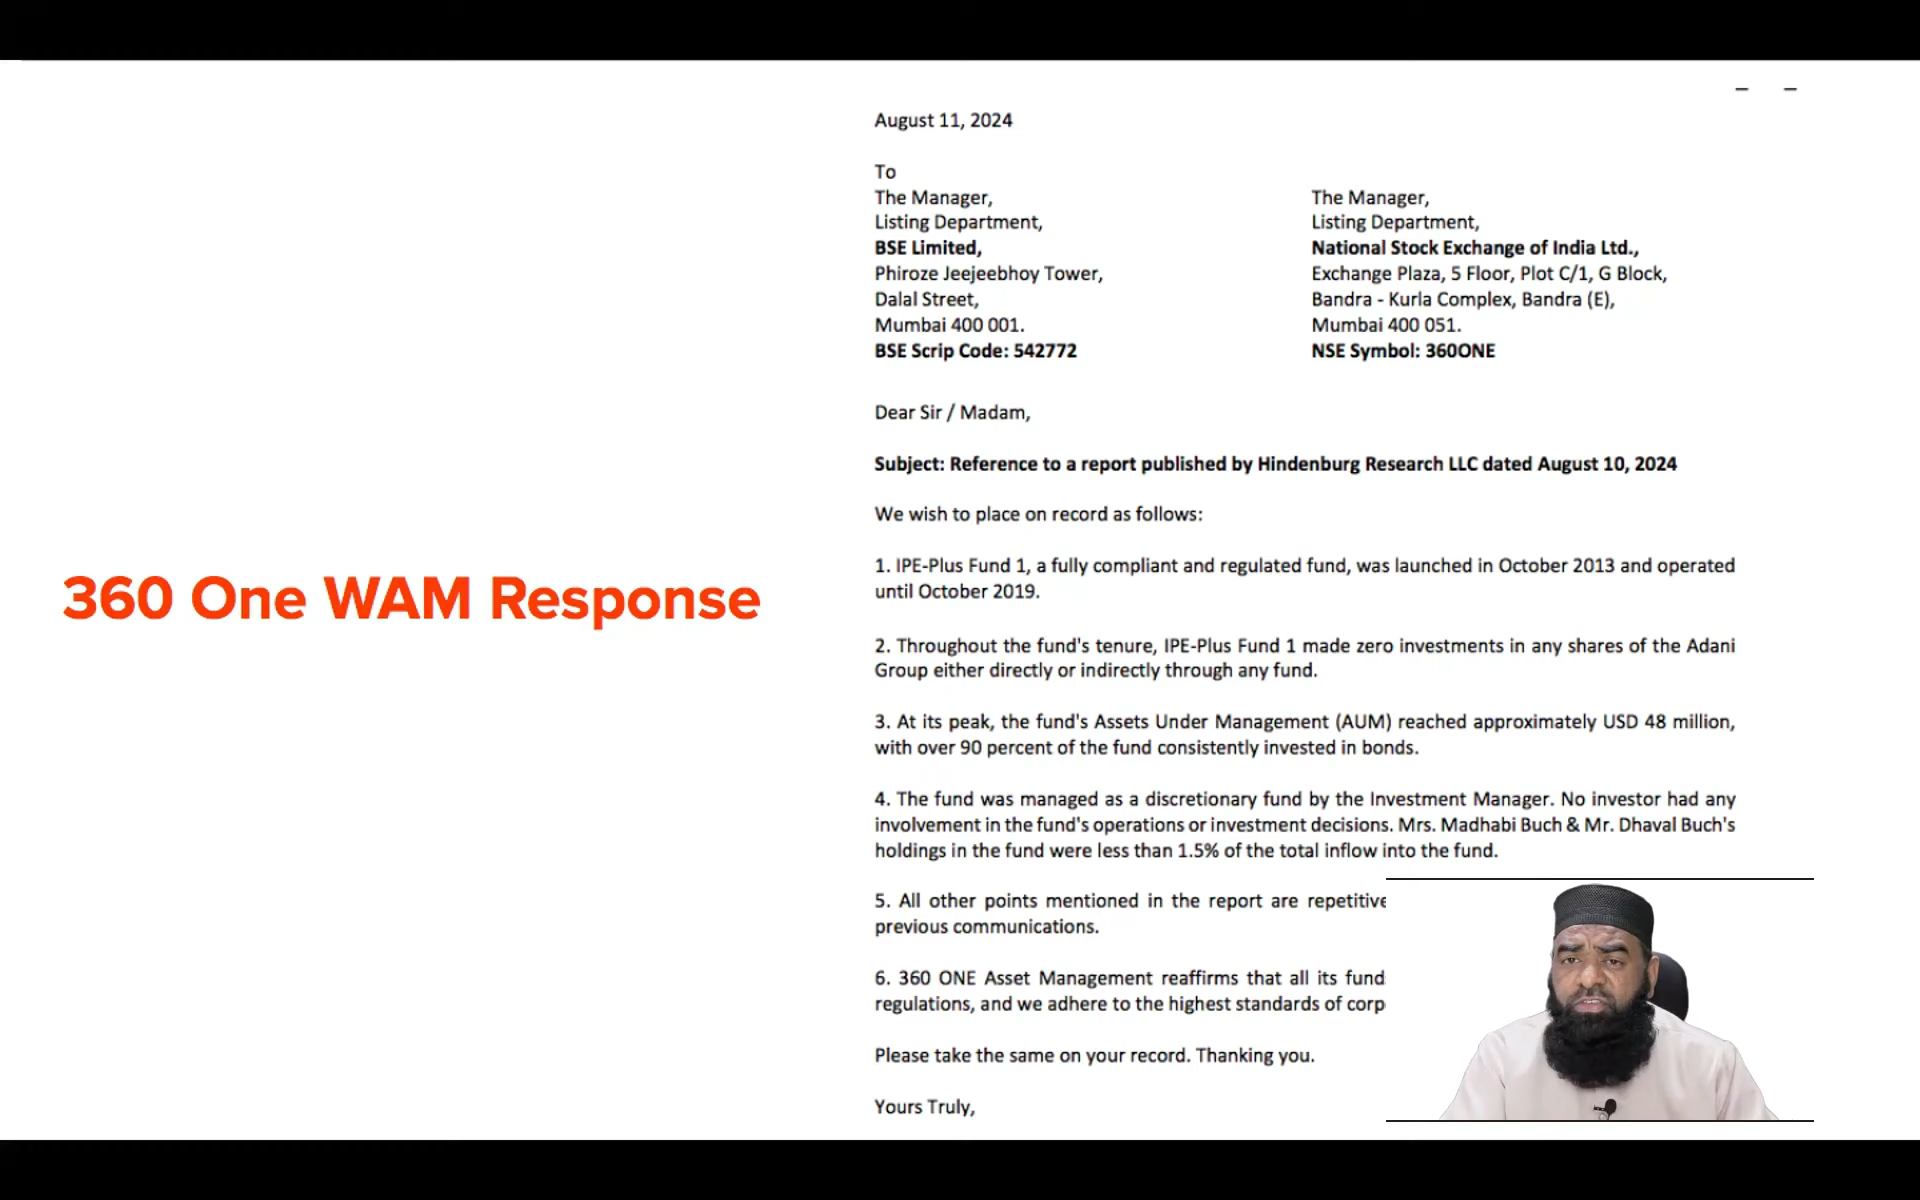 360 One WAM Response
August 11, 2024
To
The Manager,
Listing Department,
BSE Limited,
Phiroze Jeejeebhoy Tower,
Dalal Street,
Mumbai 400 001.
BSE Scrip Code: 542772
The Manager,
Listing Department,
National Stock Exchange of India Ltd.,
Exchange Plaza, 5 Floor, Plot C/1, G Block,
Bandra - Kurla Complex, Bandra (E),
Mumbai 400 051.
NSE Symbol: 360ONE
Dear Sir / Madam,
Subject: Reference to a report published by Hindenburg Research LLC dated August 10, 2024
We wish to place on record as follows:
1. IPE-Plus Fund 1, a fully compliant and regulated fund, was launched in October 2013 and operated
until October 2019.
2. Throughout the fund's tenure, IPE-Plus Fund 1 made zero investments in any shares of the Adani
Group either directly or indirectly through any fund.
3. At its peak, the fund's Assets Under Management (AUM) reached approximately USD 48 million,
with over 90 percent of the fund consistently invested in bonds.
4. The fund was managed as a discretionary fund by the Investment Manager. No investor had any
involvement in the fund's operations or investment decisions. Mrs. Madhabi Buch & Mr. Dhaval Buch's
holdings in the fund were less than 1.5% of the total inflow into the fund.
5. All other points mentioned in the report are repetitive
previous communications.
6. 360 ONE Asset Management reaffirms that all its fund
regulations, and we adhere to the highest standards of corp
Please take the same on your record. Thanking you.
Yours Truly,